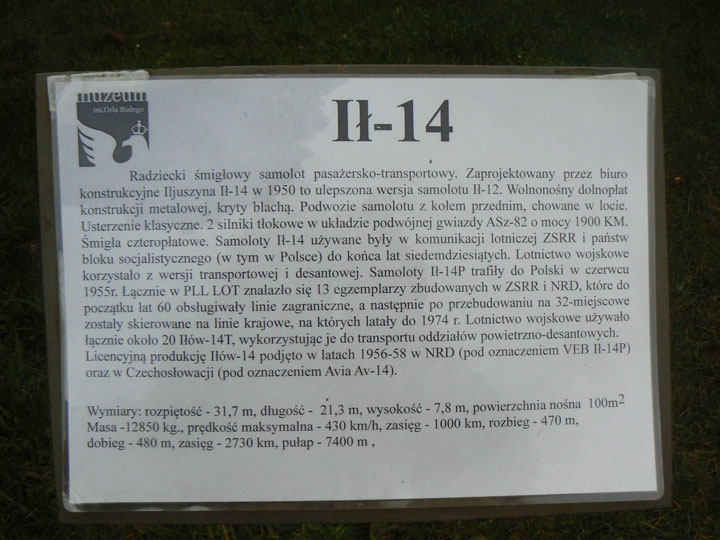 muzeum
im.Orła Białego
Ił-14
Radziecki śmigłowy samolot pasażersko-transportowy. Zaprojektowany przez biuro
konstrukcyjne Iljuszyna Ił-14 w 1950 to ulepszona wersja samolotu Ił-12. Wolnonośny dolnopłat
konstrukcji metalowej, kryty blachą. Podwozie samolotu z kołem przednim, chowane w locie.
Usterzenie klasyczne. 2 silniki tłokowe w układzie podwójnej gwiazdy ASz-82 o mocy 1900 KM.
Śmigła czteropłatowe. Samoloty Ił-14 używane były w komunikacji lotniczej ZSRR i państw
bloku socjalistycznego (w tym w Polsce) do końca lat siedemdziesiątych. Lotnictwo wojskowe
korzystało z wersji transportowej i desantowej. Samoloty Ił-14P trafiły do Polski w czerwcu
1955r. Łącznie w PLL LOT znalazło się 13 egzemplarzy zbudowanych w ZSRR i NRD, które do
początku lat 60 obsługiwały linie zagraniczne, a następnie po przebudowaniu na 32-miejscowe
zostały skierowane na linie krajowe, na których latały do 1974 r. Lotnictwo wojskowe używało
łącznie około 20 Iłów-14T, wykorzystując je do transportu oddziałów powietrzno-desantowych.
Licencyjną produkcję Iłów-14 podjęto w latach 1956-58 w NRD (pod oznaczeniem VEB Ił-14P)
oraz w Czechosłowacji (pod oznaczeniem Avia Av-14).
Wymiary: rozpiętość - 31,7 m, długość - 21,3 m, wysokość - 7,8 m, powierzchnia nośna 100m²
Masa -12850 kg., prędkość maksymalna - 430 km/h, zasięg - 1000 km, rozbieg - 470 m,
dobieg - 480 m, zasięg - 2730 km, pułap - 7400 m ,